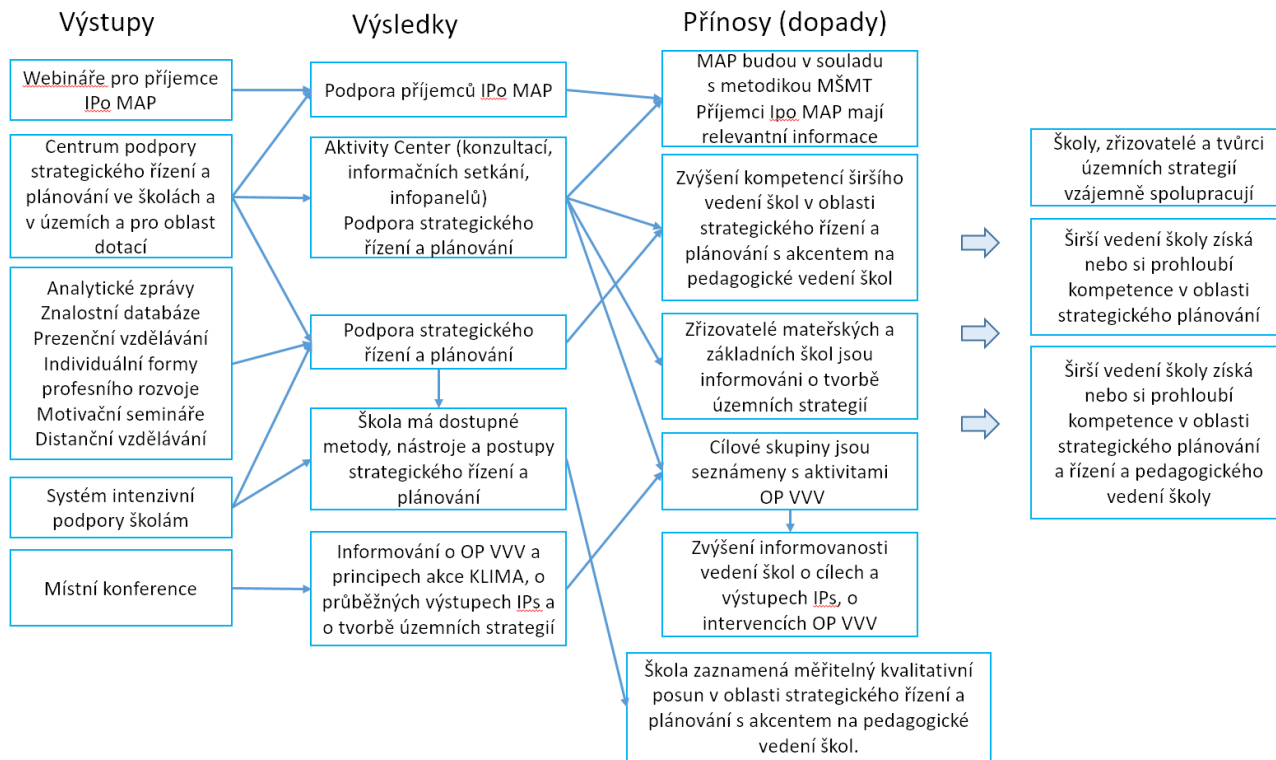 Výstupy
Výsledky
Přínosy (dopady)
Webináře pro příjemce
IPo MAP
Centrum podpory
strategického řízení a
plánování ve školách a
v územích a pro oblast
dotací
Analytické zprávy
Znalostní databáze
Prezenční vzdělávání
Individuální formy
profesního rozvoje
Motivační semináře
Distanční vzdělávání
Systém intenzivní
podpory školám
Místní konference
Podpora příjemců IPo MAP
Aktivity Center (konzultací,
informačních setkání,
infopanelů)
Podpora strategického
řízení a plánování
Podpora strategického
řízení a plánování
Škola má dostupné
metody, nástroje a postupy
strategického řízení a
plánování
Informování o OP VVV a
principech akce KLIMA, o
průběžných výstupech IPs a
o tvorbě územních strategií
MAP budou v souladu
s metodikou MŠMT
Příjemci Ipo MAP mají
relevantní informace
Zvýšení kompetencí širšího
vedení škol v oblasti
strategického řízení a
plánování s akcentem na
pedagogické vedení škol
Zřizovatelé mateřských a
základních škol jsou
informováni o tvorbě
územních strategií
Cílové skupiny jsou
seznámeny s aktivitami
OP VVV
Zvýšení informovanosti
vedení škol o cílech a
výstupech IPs, o
intervencích OP VVV
Škola zaznamená měřitelný kvalitativní
posun v oblasti strategického řízení a
plánování s akcentem na pedagogické
vedení škol.
Školy, zřizovatelé a tvůrci
územních strategií
vzájemně spolupracují
Širší vedení školy získá
nebo si prohloubí
kompetence v oblasti
strategického plánování
Širší vedení školy získá
nebo si prohloubí
kompetence v oblasti
strategického plánování
a řízení a pedagogického
vedení školy